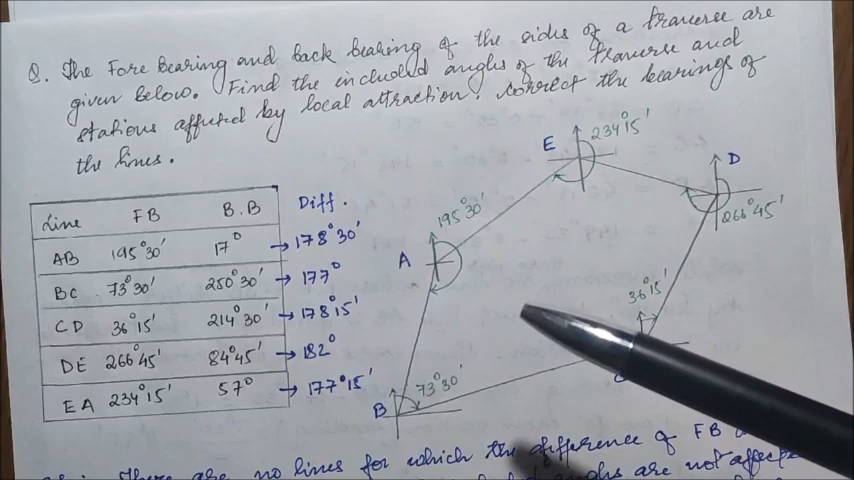 Q. The Fore bearing and back bearing of the sides of a traverse are
given below. Find the included angles of the traverse and
stations affected by local attraction. Correct the bearings of
the lines.
Line FB B.B Diff.
AB 195°30' 17° → 178°30'
BC 73°30' 250°30' → 177°
CD 36°15' 214°30' → 178°15'
DE 266°45' 84°45' → 182°
EA 234°15' 57° → 177°15'
E 234°15'
D
266°45'
195°30'
A
36°15'
B 73°30'
There are no lines for which the difference of FB
are not